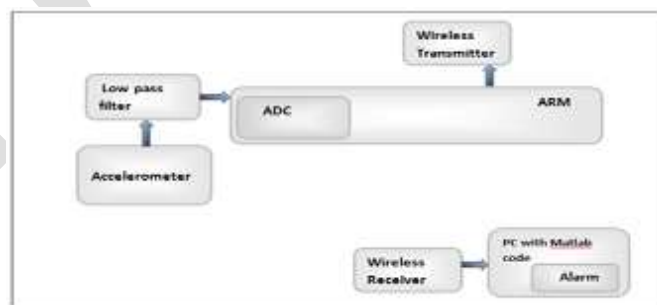 Wireless
Transmitter
Low pass
filter
ADC
ARM
Accelerometer
PC with Matlab
code
Wireless
Receiver
Alarm